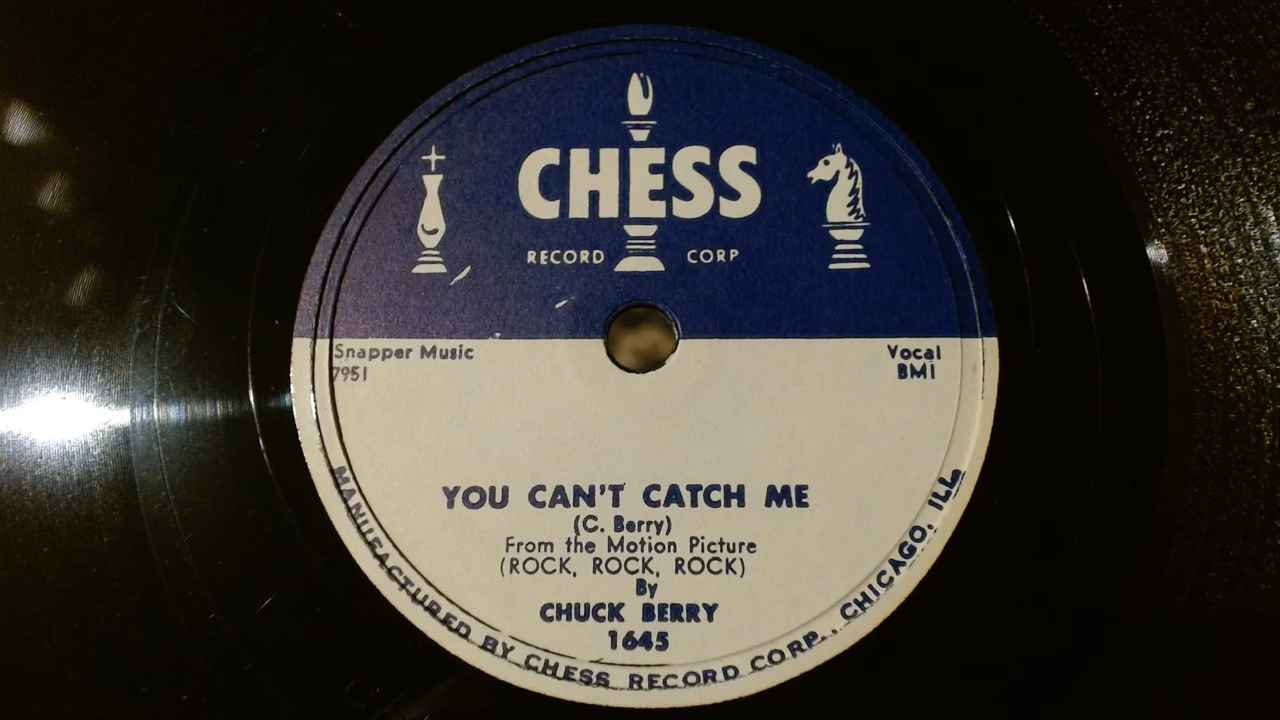 CHESS
RECORD CORP
Snapper Music
7951
Vocal
BMI
YOU CAN'T CATCH ME
(C. Berry)
From the Motion Picture
(ROCK, ROCK, ROCK)
By
CHUCK BERRY
1645
MANUFACTURED BY CHESS RECORD CORP., CHICAGO, ILL.